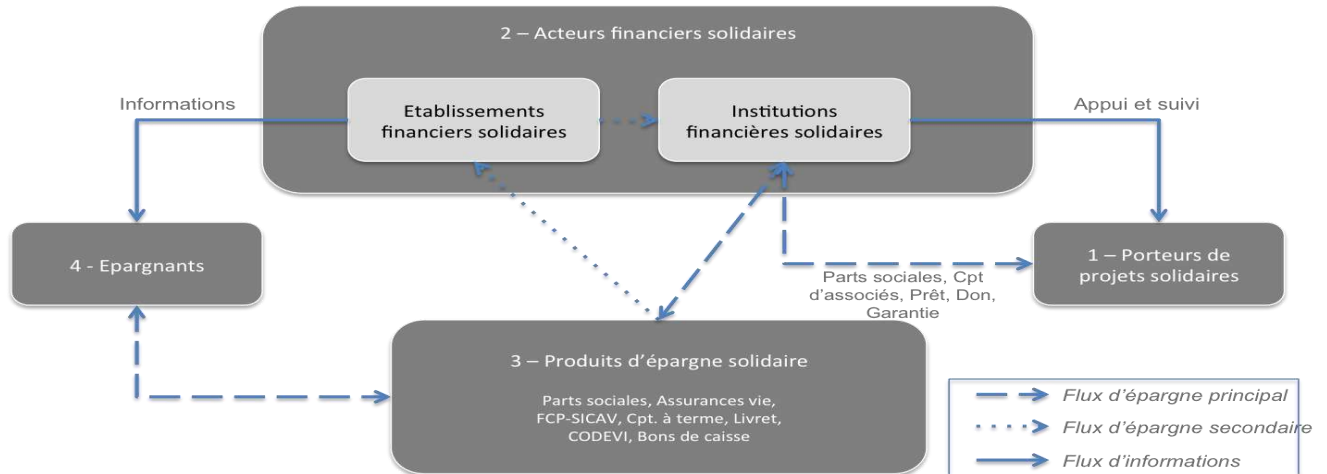 2 – Acteurs financiers solidaires
Informations
Etablissements
financiers solidaires
Institutions
financières solidaires
Appui et suivi
4 - Epargnants
1 – Porteurs de
projets solidaires
Parts sociales, Cpt
d'associés, Prêt, Don,
Garantie
3 – Produits d'épargne solidaire
Parts sociales, Assurances vie,
FCP-SICAV, Cpt. à terme, Livret,
CODEVI, Bons de caisse
Flux d'épargne principal
Flux d'épargne secondaire
Flux d'informations